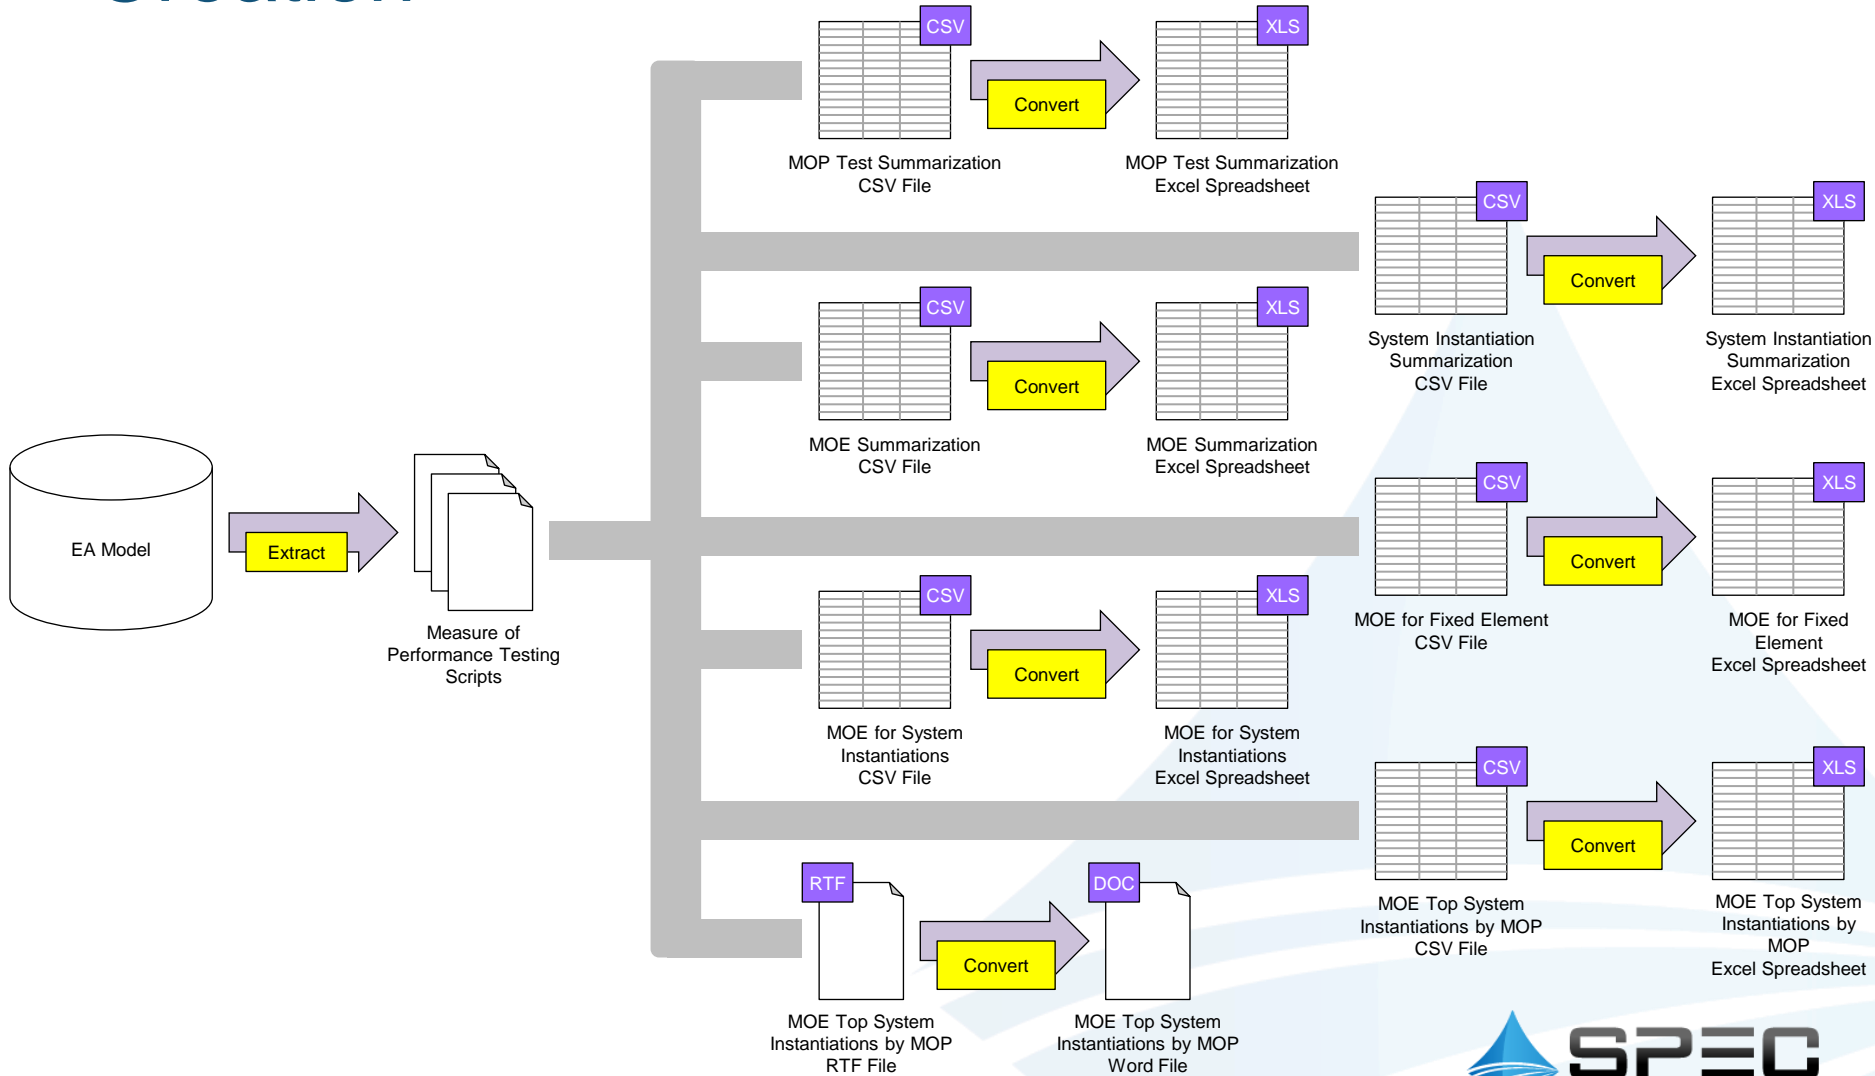 CSV
XLS
Convert
MOP Test Summarization
CSV File
MOP Test Summarization
Excel Spreadsheet
CSV
XLS
Convert
System Instantiation
Summarization
CSV File
System Instantiation
Summarization
Excel Spreadsheet
CSV
XLS
Convert
MOE Summarization
CSV File
MOE Summarization
Excel Spreadsheet
EA Model
Extract
Measure of
Performance Testing
Scripts
CSV
XLS
Convert
MOE for Fixed Element
CSV File
MOE for Fixed
Element
Excel Spreadsheet
CSV
XLS
Convert
MOE for System
Instantiations
CSV File
MOE for System
Instantiations
Excel Spreadsheet
CSV
XLS
Convert
MOE Top System
Instantiations by MOP
CSV File
MOE Top System
Instantiations by
MOP
Excel Spreadsheet
RTF
DOC
Convert
MOE Top System
Instantiations by MOP
RTF File
MOE Top System
Instantiations by MOP
Word File
SPEC